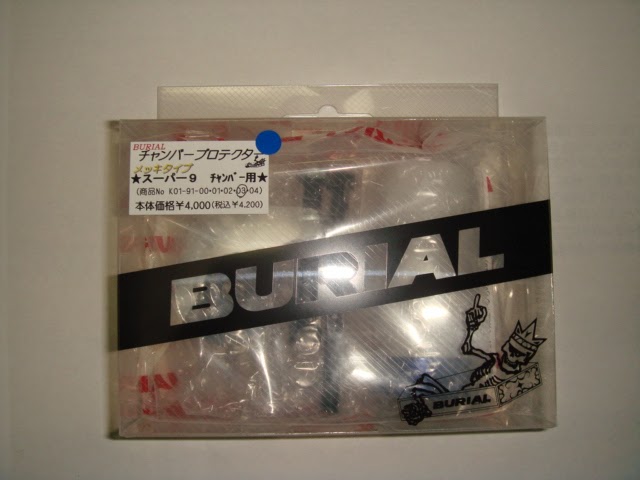 BURIAL
チャンバープロテクター
メッキタイプ
★スーパー9 チャンバー用★
(商品No K01-91-00•01•02•03•04)
本体価格¥4,000(税込¥4,200)
BURIAL
BURIAL